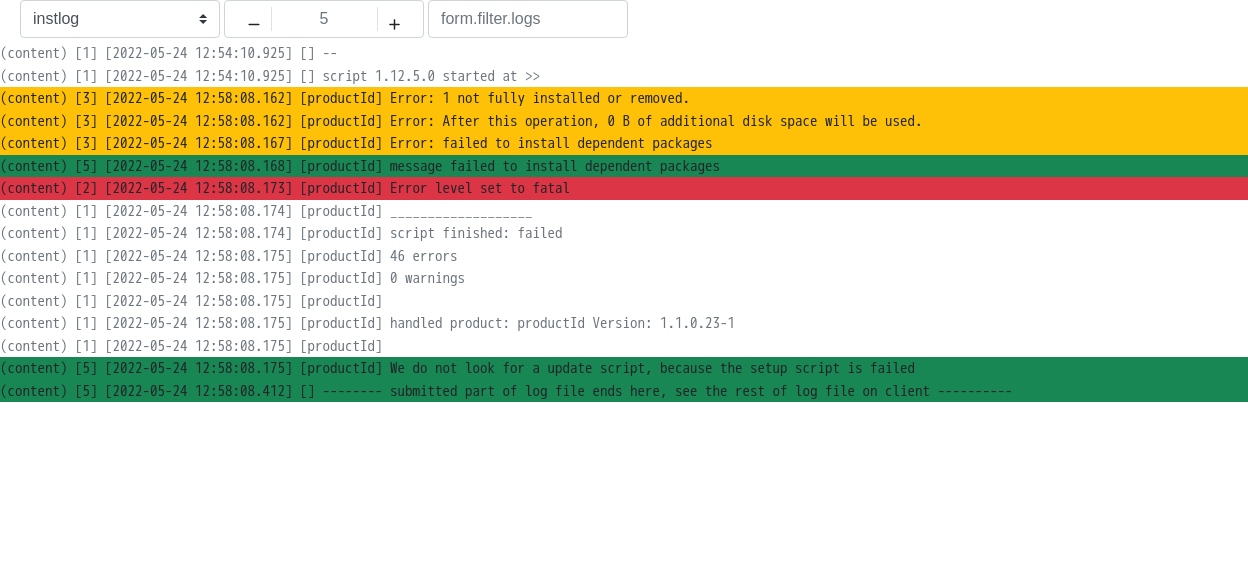 instlog
5
form.filter.logs
(content) [1] [2022-05-24 12:54:10.925] [] --
(content) [1] [2022-05-24 12:54:10.925] [] script 1.12.5.0 started at >>
(content) [3] [2022-05-24 12:58:08.162] [productId] Error: 1 not fully installed or removed.
(content) [3] [2022-05-24 12:58:08.162] [productId] Error: After this operation, 0 B of additional disk space will be used.
(content) [3] [2022-05-24 12:58:08.167] [productId] Error: failed to install dependent packages
(content) [5] [2022-05-24 12:58:08.168] [productId] message failed to install dependent packages
(content) [2] [2022-05-24 12:58:08.173] [productId] Error level set to fatal
(content) [1] [2022-05-24 12:58:08.174] [productId] ___________________
(content) [1] [2022-05-24 12:58:08.174] [productId] script finished: failed
(content) [1] [2022-05-24 12:58:08.175] [productId] 46 errors
(content) [1] [2022-05-24 12:58:08.175] [productId] 0 warnings
(content) [1] [2022-05-24 12:58:08.175] [productId]
(content) [1] [2022-05-24 12:58:08.175] [productId] handled product: productId Version: 1.1.0.23-1
(content) [1] [2022-05-24 12:58:08.175] [productId]
(content) [5] [2022-05-24 12:58:08.175] [productId] We do not look for a update script, because the setup script is failed
(content) [5] [2022-05-24 12:58:08.412] [] -------- submitted part of log file ends here, see the rest of log file on client ----------